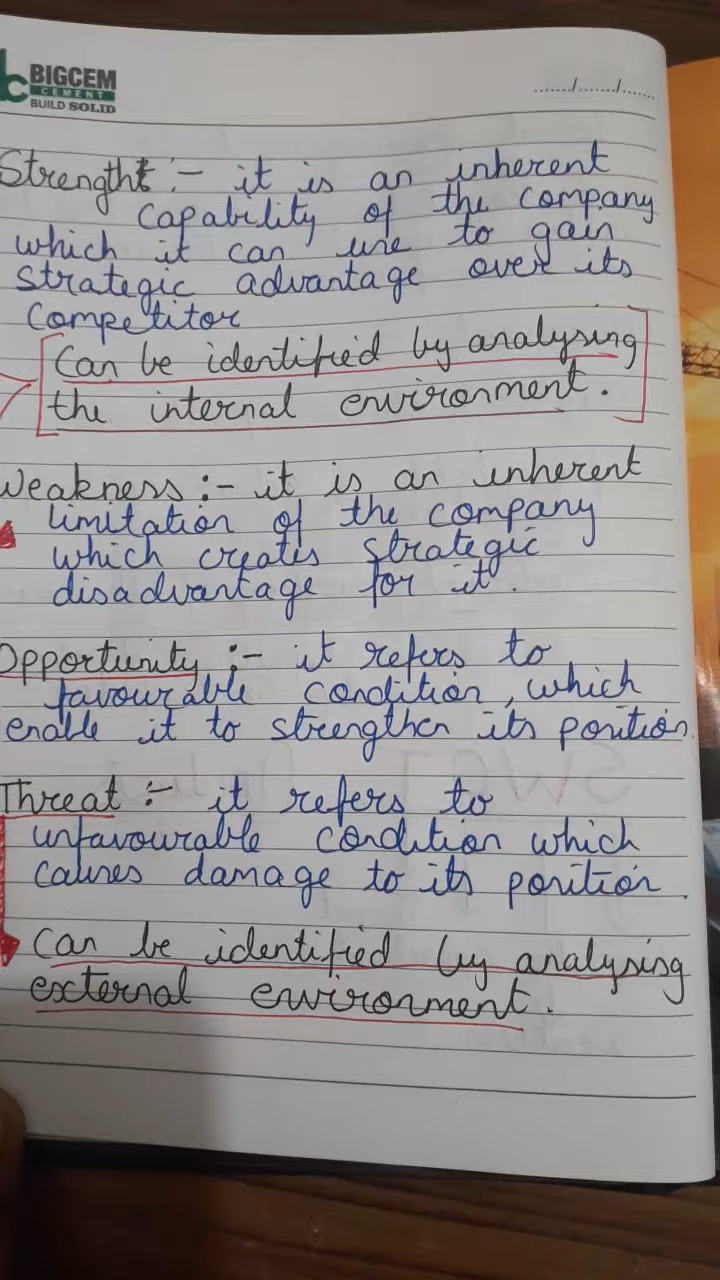 BIGCEM
CEMENT
BUILD SOLID
....../....../......
Strength :- it is an inherent
capability of the company
which it can use to gain
strategic advantage over its
competitor
Can be identified by analysing
the internal environment.
Weakness :- it is an inherent
limitation of the company
which creates strategic
disadvantage for it.
Opportunity :- it refers to
favourable condition, which
enable it to strengthen its position.
Threat :- it refers to
unfavourable condition which
causes damage to its position.
Can be identified by analysing
external environment.